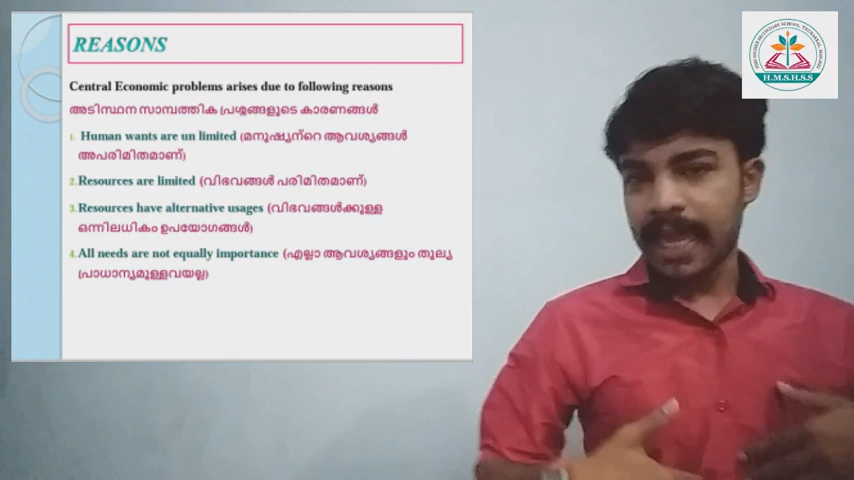 REASONS
Central Economic problems arises due to following reasons
അടിസ്ഥന സാമ്പത്തിക പ്രശ്നങ്ങളുടെ കാരണങ്ങൾ
1. Human wants are un limited (മനുഷ്യന്റെ ആവശ്യങ്ങൾ
അപരിമിതമാണ്)
2. Resources are limited (വിഭവങ്ങൾ പരിമിതമാണ്)
3. Resources have alternative usages (വിഭവങ്ങൾക്കുള്ള
ഒന്നിലധികം ഉപയോഗങ്ങൾ)
4. All needs are not equally importance (എല്ലാ ആവശ്യങ്ങളും തുല്യ
പ്രാധാന്യമുള്ളവയല്ല)
H.M.S.H.S.S